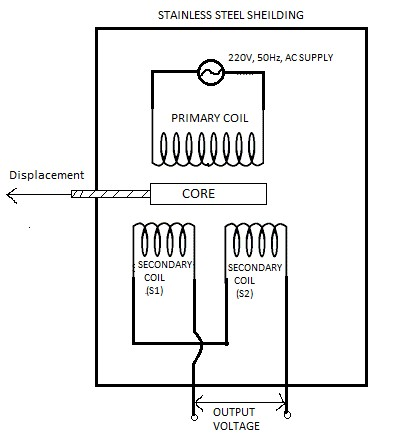 STAINLESS STEEL SHEILDING
220V, 50Hz, AC SUPPLY
PRIMARY COIL
Displacement
CORE
SECONDARY
COIL
(S1)
SECONDARY
COIL
(S2)
OUTPUT
VOLTAGE